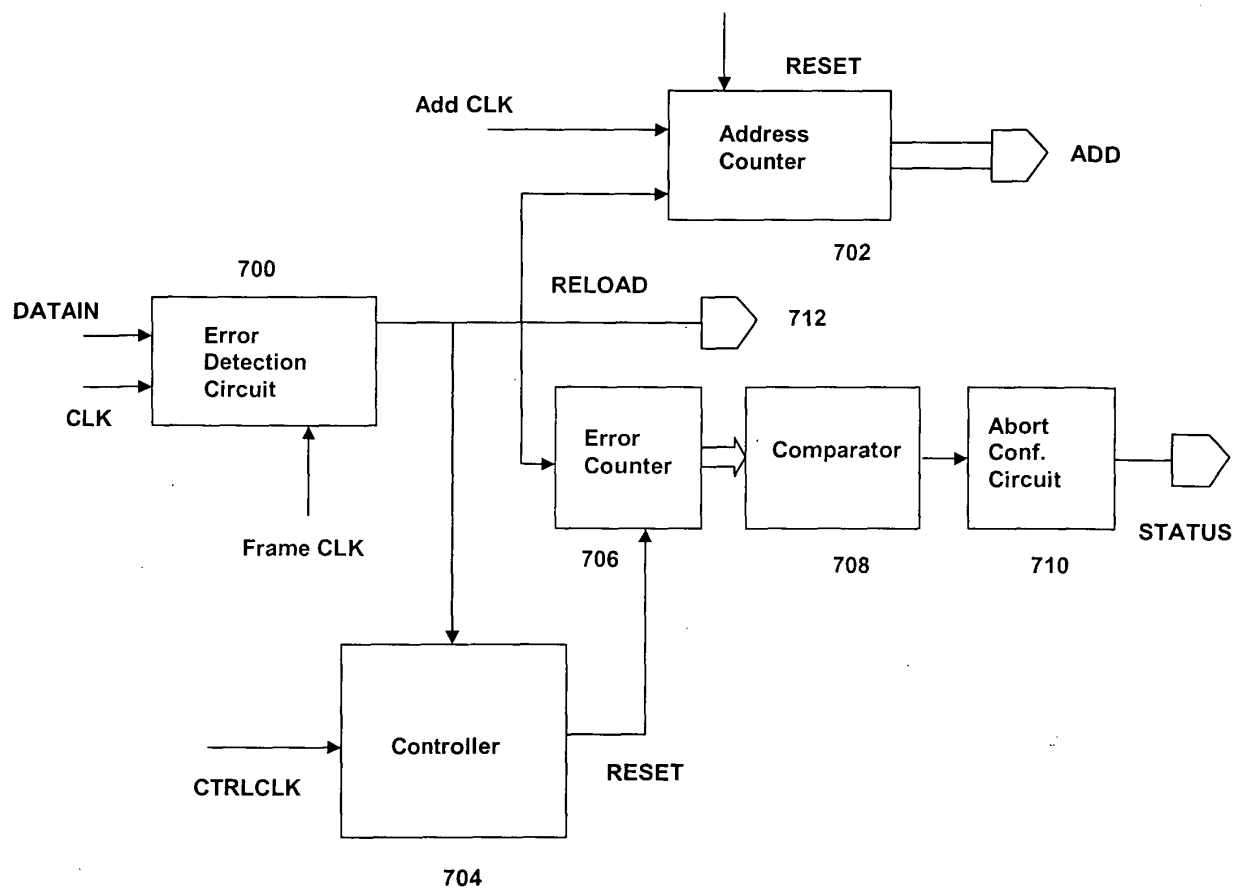 RESET
Add CLK
Address
Counter
ADD
702
700
RELOAD
DATAIN
712
Error
Detection
Circuit
CLK
Error
Counter
Comparator
Abort
Conf.
Circuit
STATUS
Frame CLK
706
708
710
Controller
RESET
CTRLCLK
704